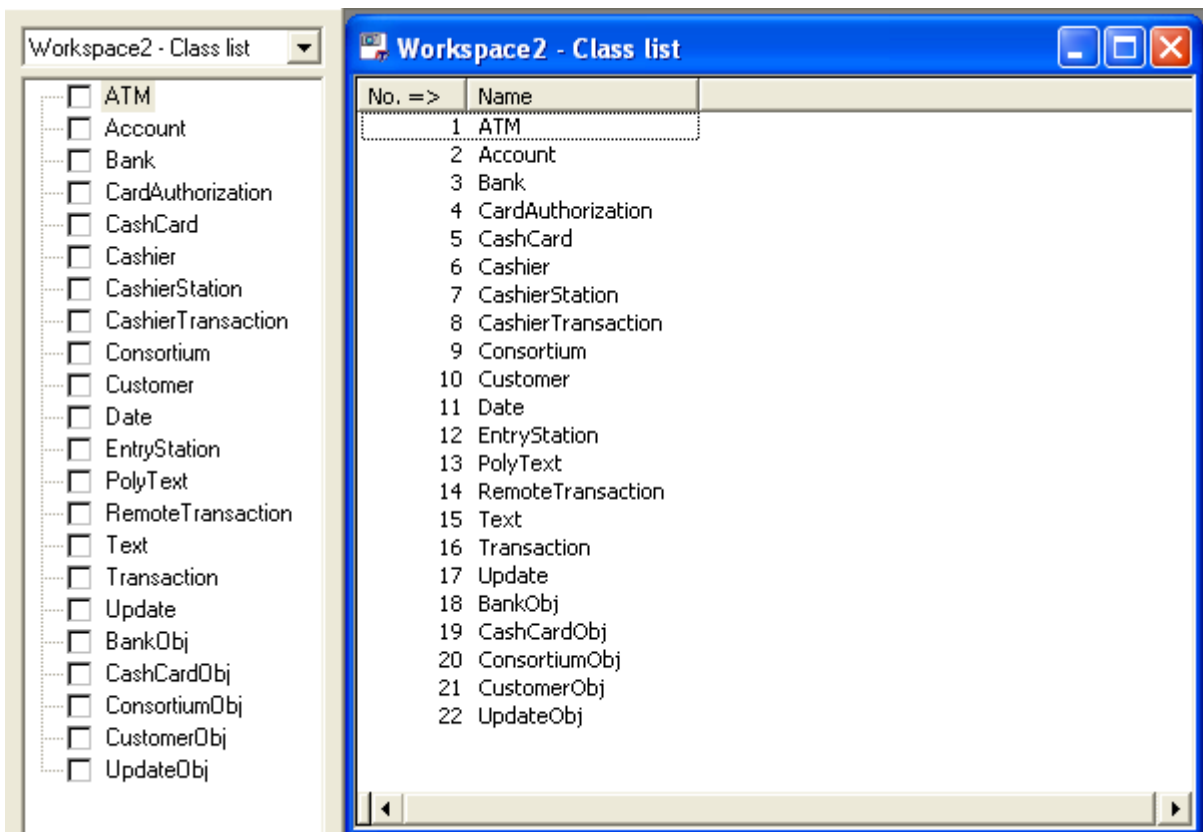 Workspace2 - Class list
ATM
Account
Bank
CardAuthorization
CashCard
Cashier
CashierStation
CashierTransaction
Consortium
Customer
Date
EntryStation
PolyText
RemoteTransaction
Text
Transaction
Update
BankObj
CashCardObj
ConsortiumObj
CustomerObj
UpdateObj
Workspace2 - Class list
No. => Name
1 ATM
2 Account
3 Bank
4 CardAuthorization
5 CashCard
6 Cashier
7 CashierStation
8 CashierTransaction
9 Consortium
10 Customer
11 Date
12 EntryStation
13 PolyText
14 RemoteTransaction
15 Text
16 Transaction
17 Update
18 BankObj
19 CashCardObj
20 ConsortiumObj
21 CustomerObj
22 UpdateObj